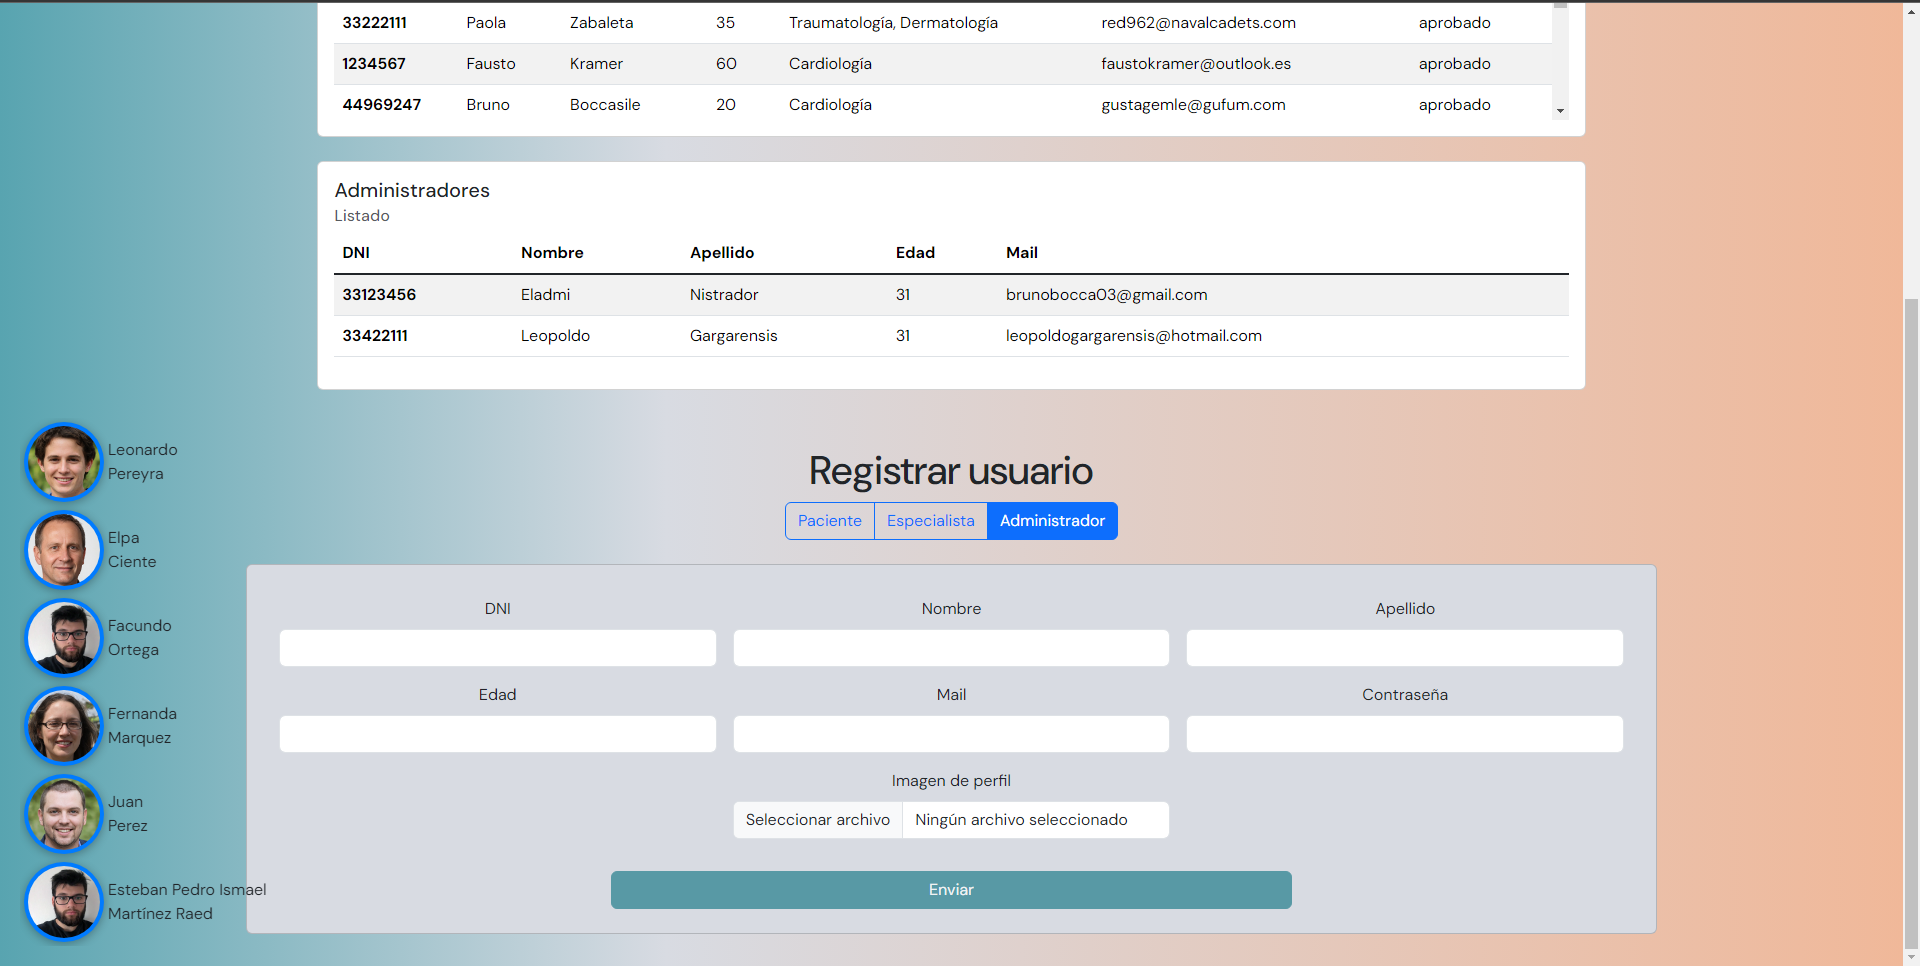 33222111 Paola Zabaleta 35 Traumatología, Dermatología red962@navalcadets.com aprobado
1234567 Fausto Kramer 60 Cardiología faustokramer@outlook.es aprobado
44969247 Bruno Boccasile 20 Cardiología gustagemle@gufum.com aprobado
Administradores
Listado
DNI Nombre Apellido Edad Mail
33123456 Eladmi Nistrador 31 brunobocca03@gmail.com
33422111 Leopoldo Gargarensis 31 leopoldogargarensis@hotmail.com
Leonardo
Pereyra
Elpa
Ciente
Facundo
Ortega
Fernanda
Marquez
Juan
Perez
Esteban Pedro Ismael
Martínez Raed
Registrar usuario
Paciente Especialista Administrador
DNI Nombre Apellido
Edad Mail Contraseña
Imagen de perfil
Seleccionar archivo Ningún archivo seleccionado
Enviar